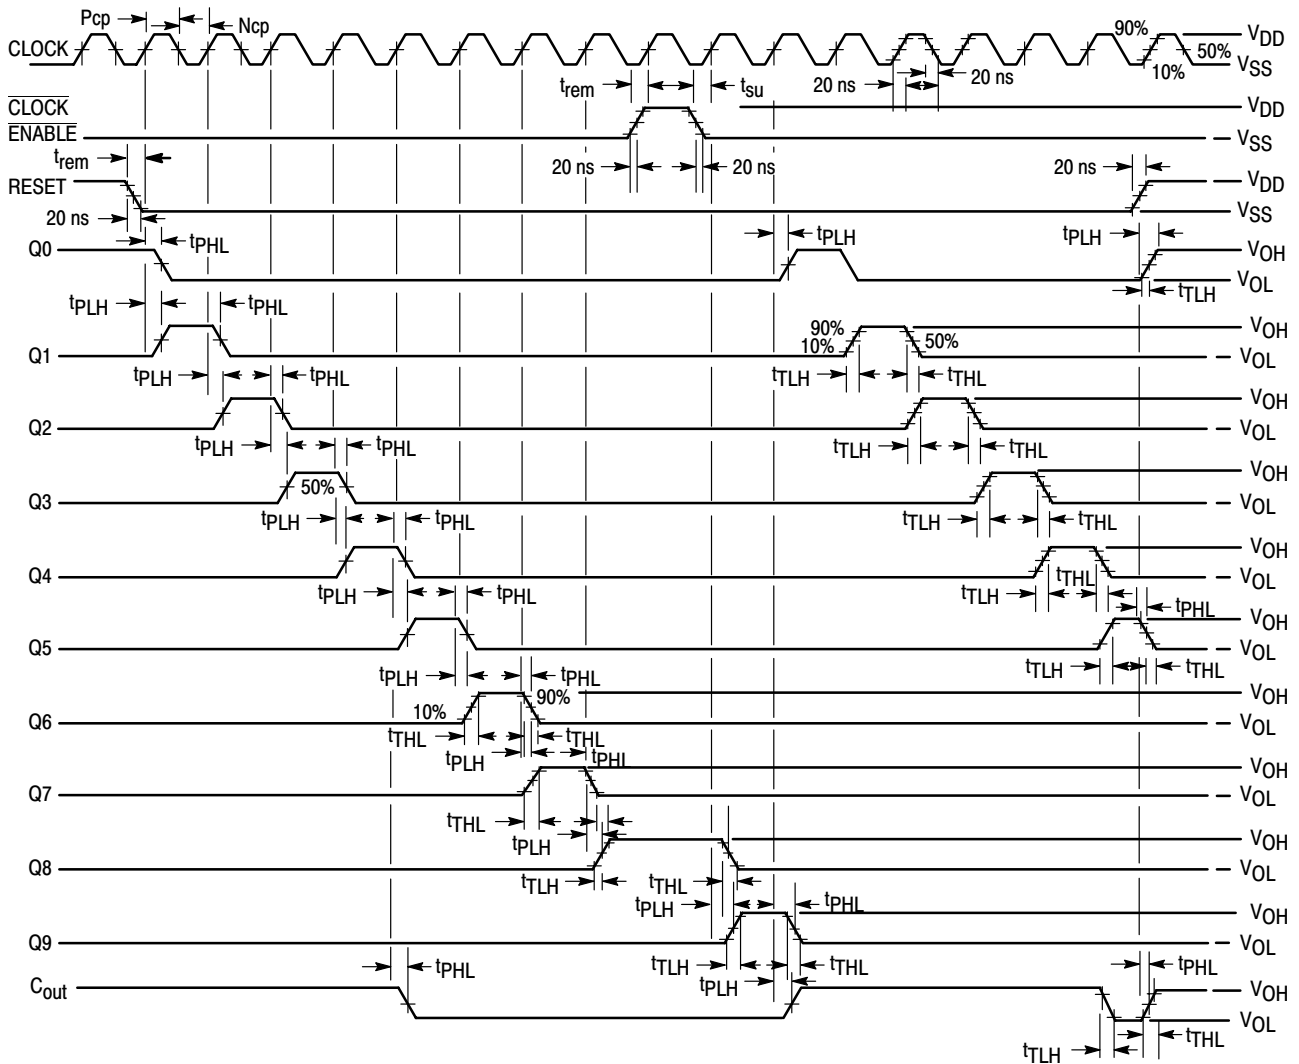 Pcp Ncp
CLOCK 90% VDD
50%
10% VSS
trem tsu 20 ns 20 ns
CLOCK VDD
ENABLE VSS
trem 20 ns 20 ns 20 ns
RESET VDD
20 ns VSS
tPHL tPLH tPLH
Q0 VOH
VOL
tPLH tPHL tTLH
90% VOH
10% 50%
Q1 VOL
tPLH tPHL tTLH tTHL
VOH
Q2 VOL
tPLH tPHL tTLH tTHL
VOH
50%
Q3 VOL
tPLH tPHL tTLH tTHL
VOH
Q4 VOL
tPLH tPHL tTLH tTHL tPHL
VOH
Q5 VOL
tPLH tPHL tTLH tTHL
90% VOH
10%
Q6 VOL
tTHL tTHL
tPLH tPHL
VOH
Q7 VOL
tTHL tPLH
VOH
Q8 VOL
tTLH tTHL
tPLH tPHL
VOH
Q9 VOL
tPHL tTLH tTHL tPHL
tPLH
Cout VOH
VOL
tTLH tTHL